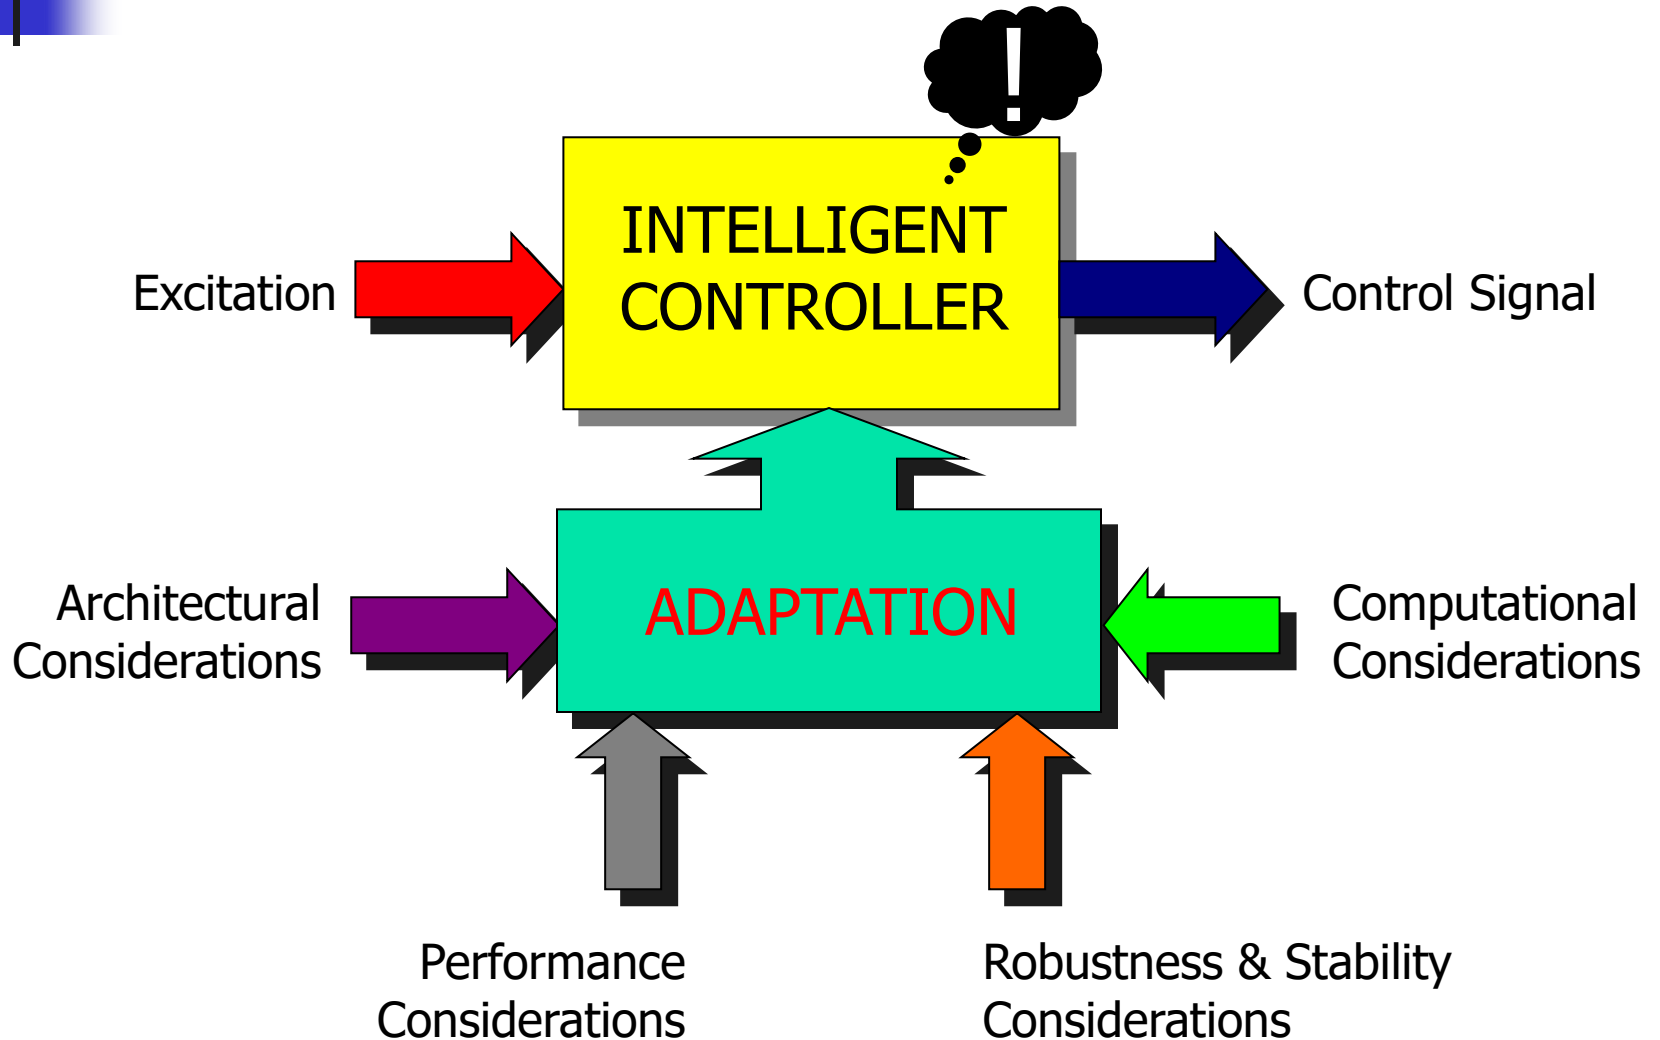 !
INTELLIGENT
CONTROLLER
Excitation
Control Signal
ADAPTATION
Architectural
Considerations
Computational
Considerations
Performance
Considerations
Robustness & Stability
Considerations